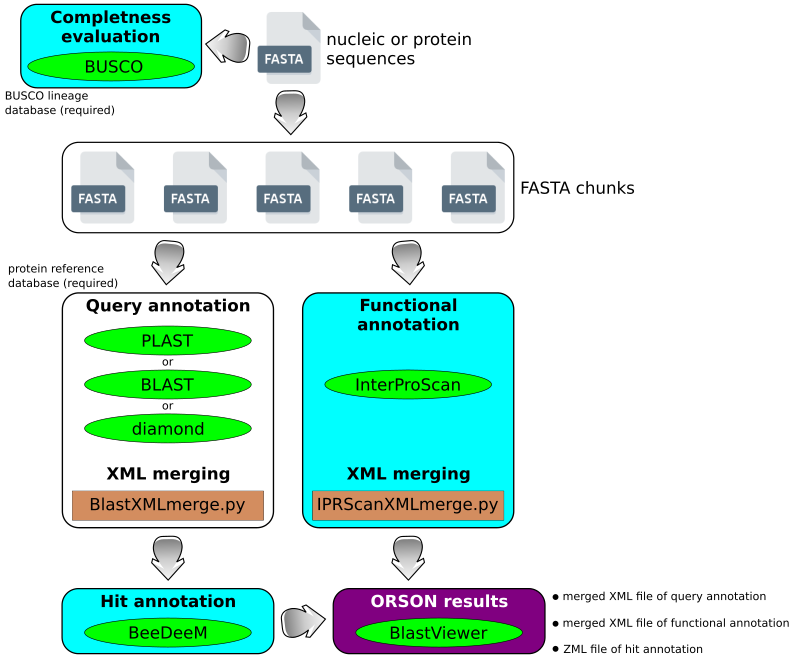 Completness
evaluation
BUSCO
BUSCO lineage
database (required)
FASTA
nucleic or protein
sequences
FASTA
FASTA
FASTA
FASTA
FASTA
FASTA chunks
protein reference
database (required)
Query annotation
PLAST
or
BLAST
or
diamond
XML merging
BlastXMLmerge.py
Functional
annotation
InterProScan
XML merging
IPRScanXMLmerge.py
Hit annotation
BeeDeeM
ORSON results
BlastViewer
● merged XML file of query annotation
● merged XML file of functional annotation
● ZML file of hit annotation